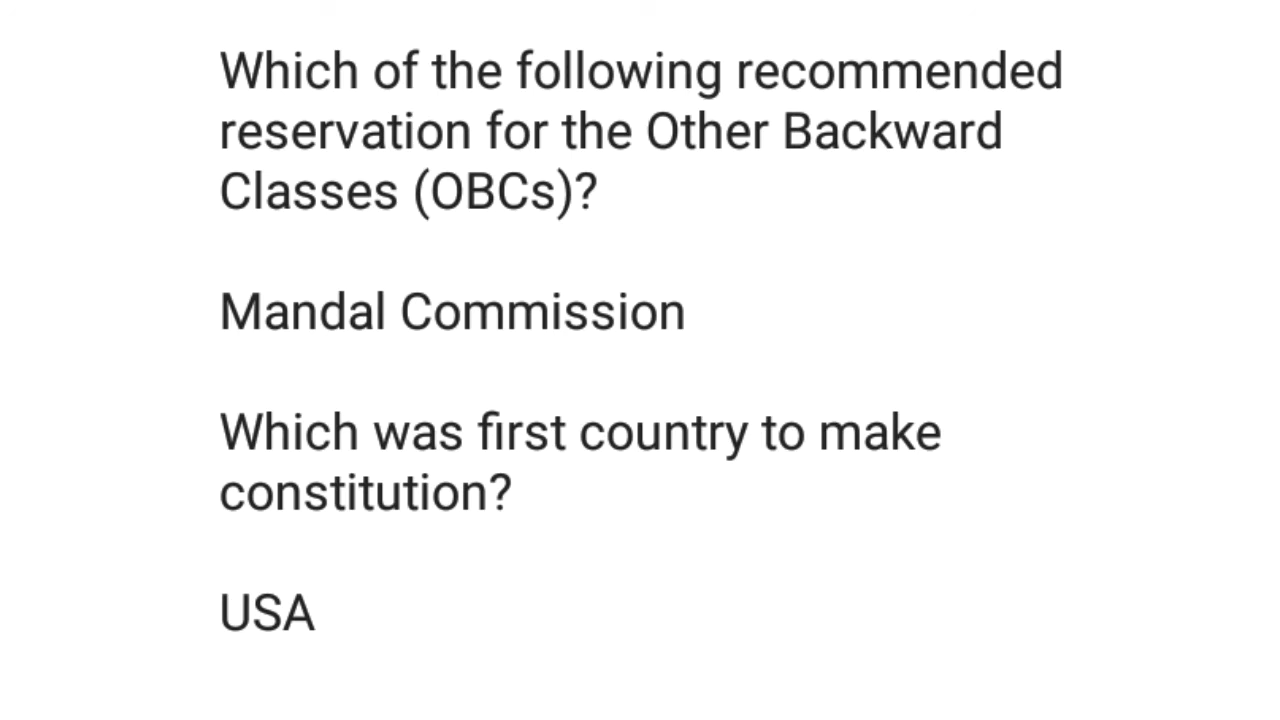 Which of the following recommended
reservation for the Other Backward
Classes (OBCs)?
Mandal Commission
Which was first country to make
constitution?
USA